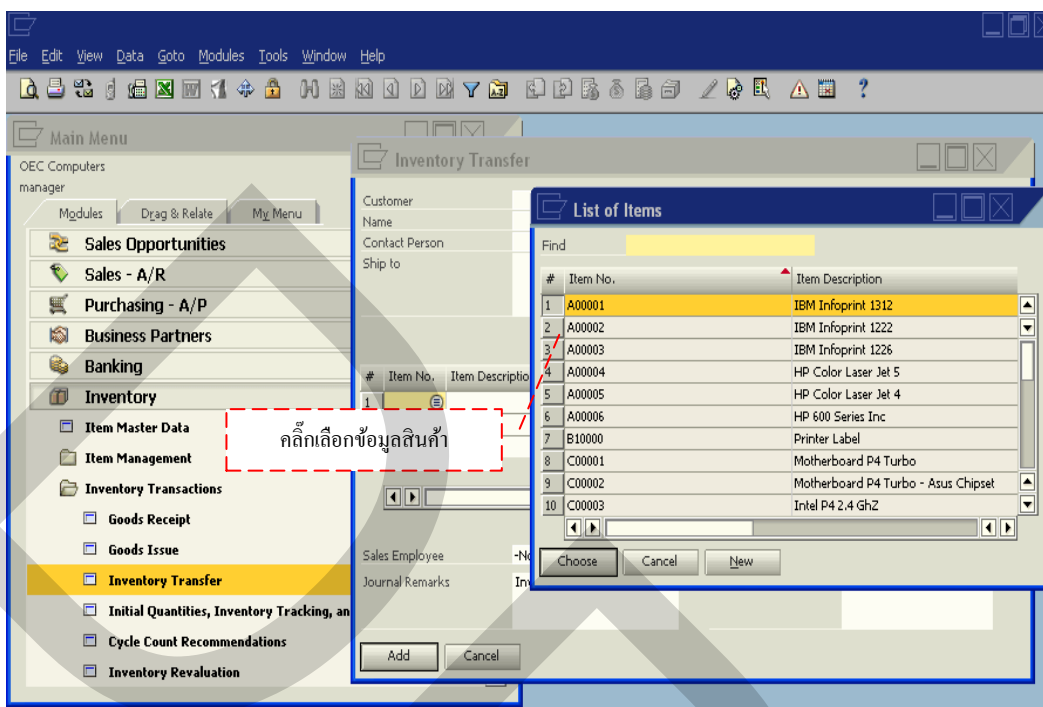 File Edit View Data Goto Modules Tools Window Help
Main Menu
OEC Computers
manager
Modules Drag & Relate My Menu
Sales Opportunities
Sales - A/R
Purchasing - A/P
Business Partners
Banking
Inventory
Item Master Data
Item Management
Inventory Transactions
Goods Receipt
Goods Issue
Inventory Transfer
Initial Quantities, Inventory Tracking, an
Cycle Count Recommendations
Inventory Revaluation
Inventory Transfer
Customer
Name
Contact Person
Ship to
# Item No. Item Descriptio
1
คลิ๊กเลือกข้อมูลสินค้า
Sales Employee -No
Journal Remarks Inv
Add Cancel
List of Items
Find
# Item No. Item Description
1 A00001 IBM Infoprint 1312
2 A00002 IBM Infoprint 1222
3 A00003 IBM Infoprint 1226
4 A00004 HP Color Laser Jet 5
5 A00005 HP Color Laser Jet 4
6 A00006 HP 600 Series Inc
7 B10000 Printer Label
8 C00001 Motherboard P4 Turbo
9 C00002 Motherboard P4 Turbo - Asus Chipset
10 C00003 Intel P4 2.4 GhZ
Choose Cancel New